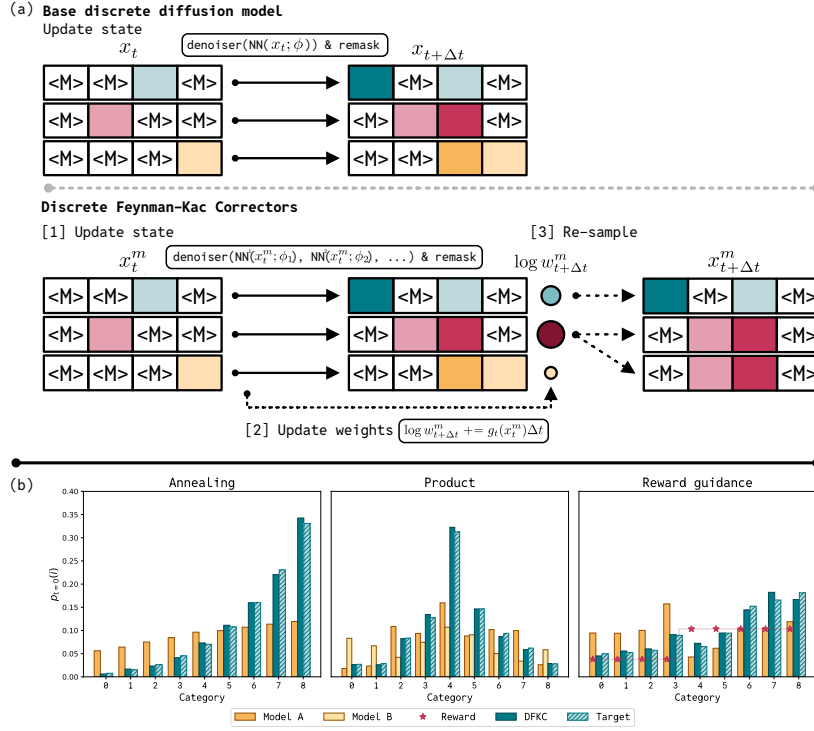 (a) Base discrete diffusion model
Update state
x_t denoiser(NN(x_t;ϕ)) & remask x_{t+Δt}
<M> <M> <M> <M> <M>
<M> <M> <M> <M> <M>
<M> <M> <M> <M> <M>
Discrete Feynman-Kac Correctors
[1] Update state [3] Re-sample
x_t^m denoiser(NN(x_t^m;ϕ_1), NN(x_t^m;ϕ_2), ...) & remask log w_{t+Δt}^m x_{t+Δt}^m
<M> <M> <M> <M> <M> <M> <M>
<M> <M> <M> <M> <M> <M> <M>
<M> <M> <M> <M> <M> <M> <M>
[2] Update weights log w_{t+Δt}^m += g_t(x_t^m)Δt
(b) Annealing Product Reward guidance
0.40
0.35
0.30
0.25
0.20
0.15
0.10
0.05
0.00
p_{t=0}(i)
0 1 2 3 4 5 6 7 8 0 1 2 3 4 5 6 7 8 0 1 2 3 4 5 6 7 8
Category Category Category
Model A Model B Reward DFKC Target